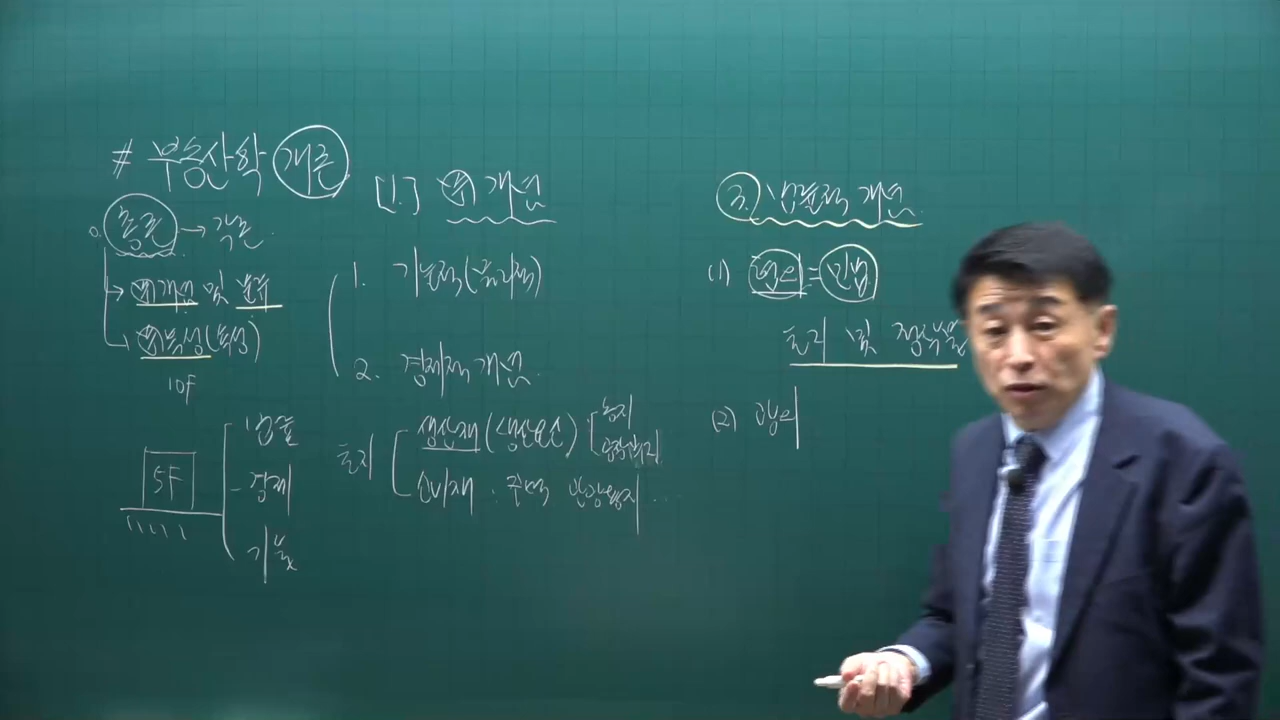 # 부동산학 개론
총론 → 각론
개념 및 분류
특성(속성)
10F
5F
법률
경제
기술
[1.] 개념
1. 기술적(물리적)
2. 경제적 개념
토지
생산재(생산요소)
농지
소비재 : 주택
3. 법률적 개념
(1) 협의 = 민법
토지 및 정착물
(2) 광의